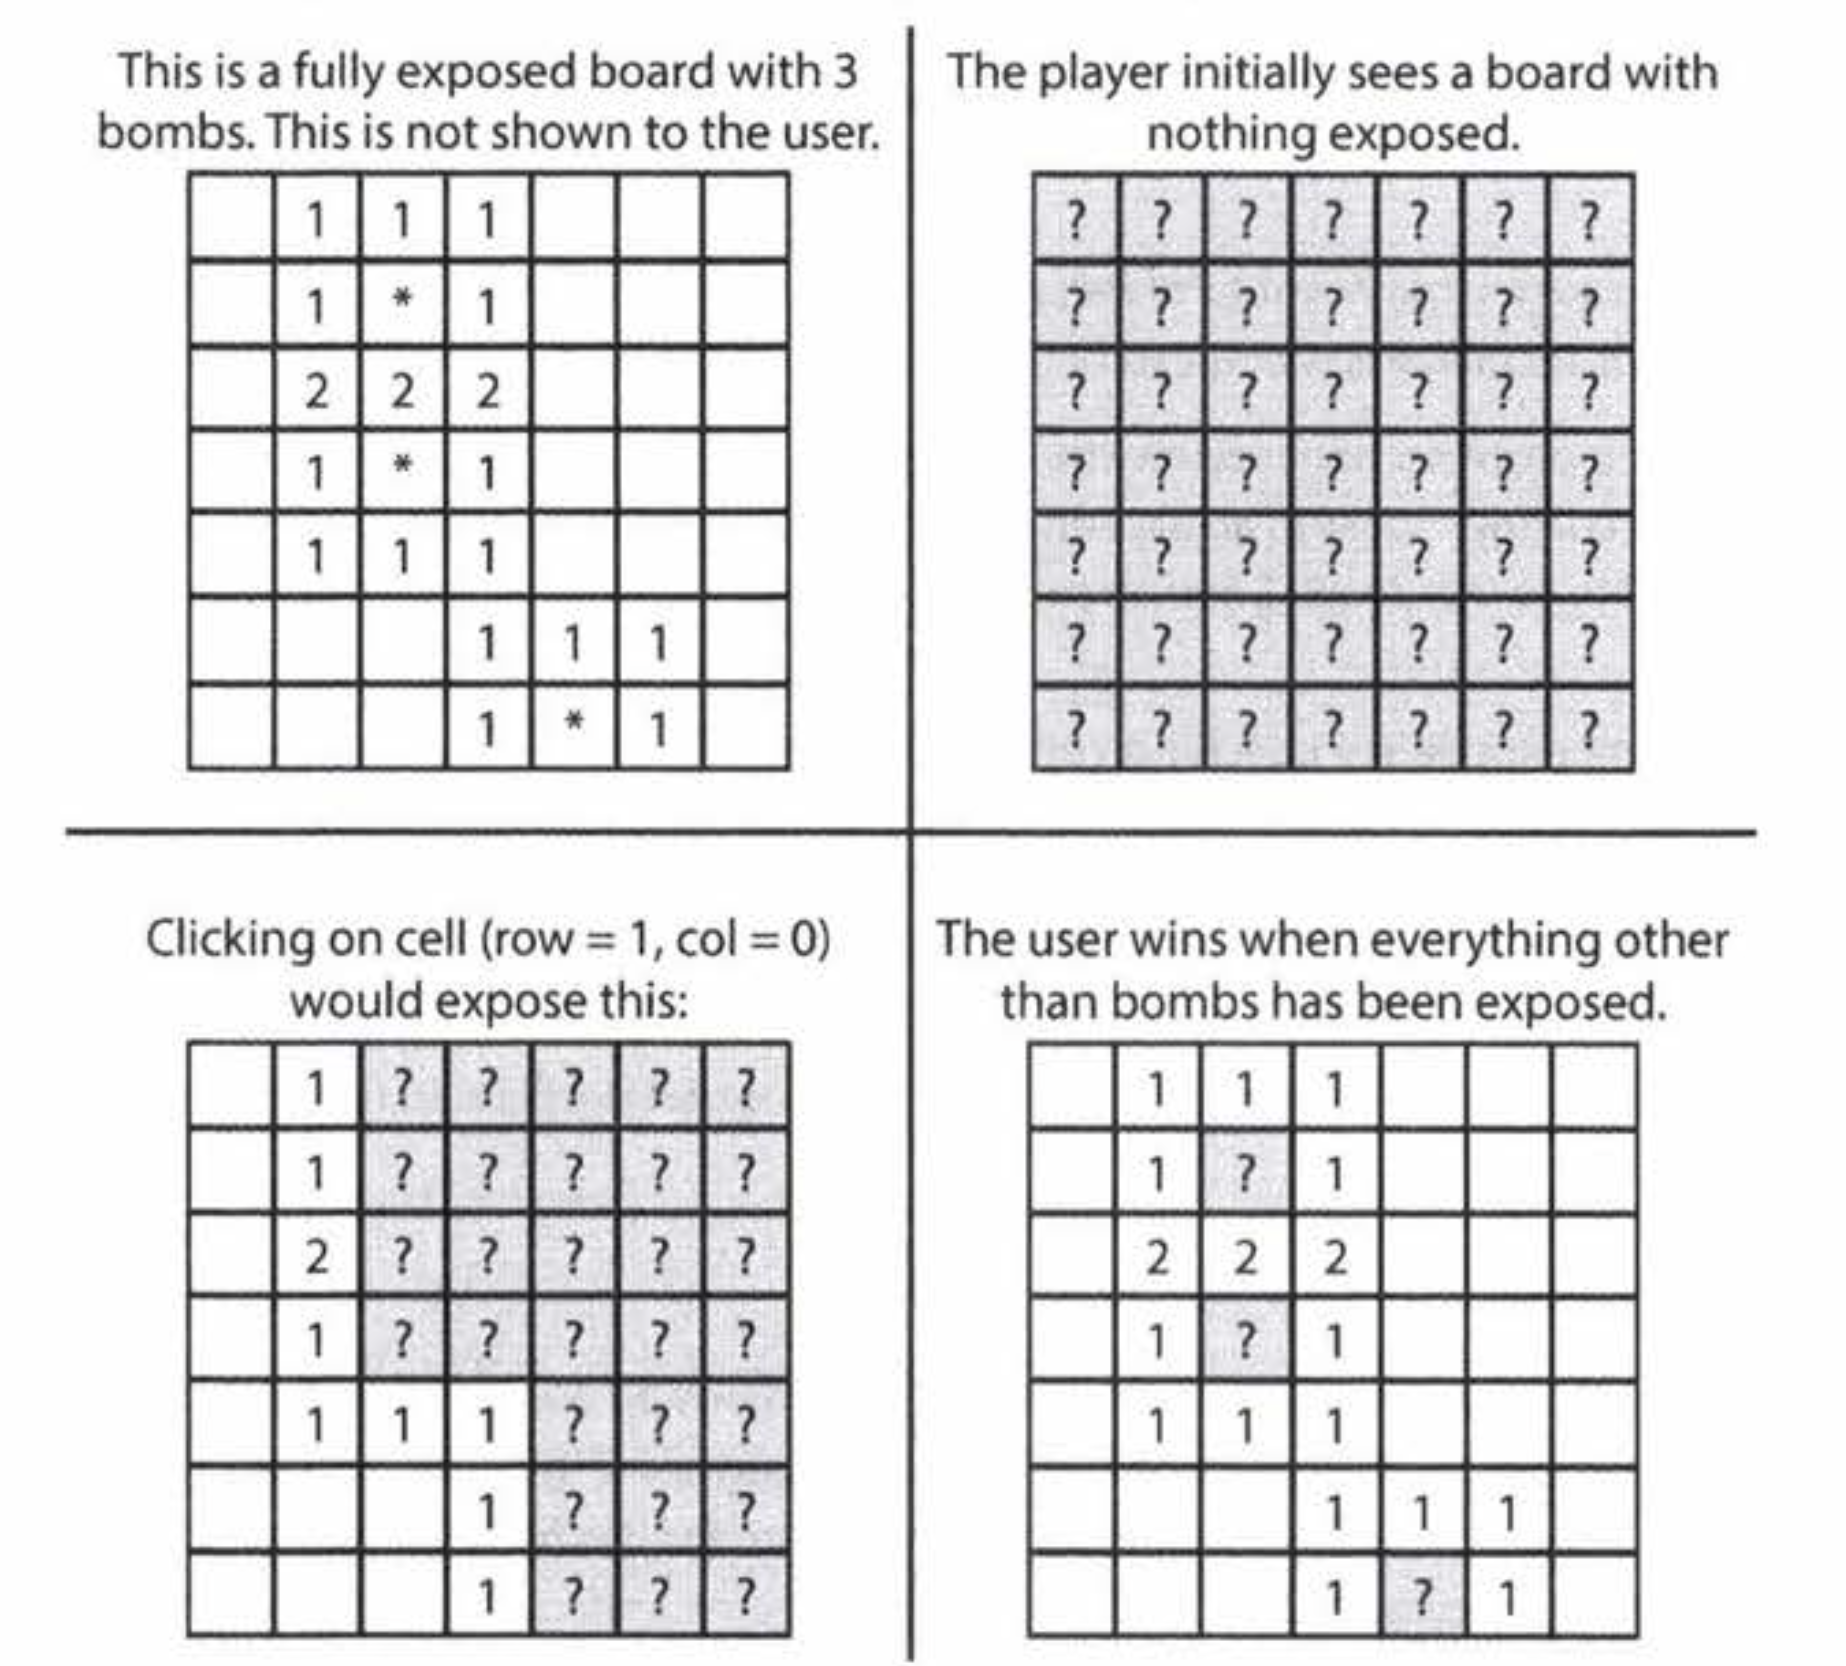 This is a fully exposed board with 3
bombs. This is not shown to the user.
1 1 1
1 * 1
2 2 2
1 * 1
1 1 1
1 1 1
1 * 1
The player initially sees a board with
nothing exposed.
? ? ? ? ? ? ?
? ? ? ? ? ? ?
? ? ? ? ? ? ?
? ? ? ? ? ? ?
? ? ? ? ? ? ?
? ? ? ? ? ? ?
? ? ? ? ? ? ?
Clicking on cell (row = 1, col = 0)
would expose this:
1 ? ? ? ? ?
1 ? ? ? ? ?
2 ? ? ? ? ?
1 ? ? ? ? ?
1 1 1 ? ? ?
1 ? ? ?
1 ? ? ?
The user wins when everything other
than bombs has been exposed.
1 1 1
1 ? 1
2 2 2
1 ? 1
1 1 1
1 1 1
1 ? 1